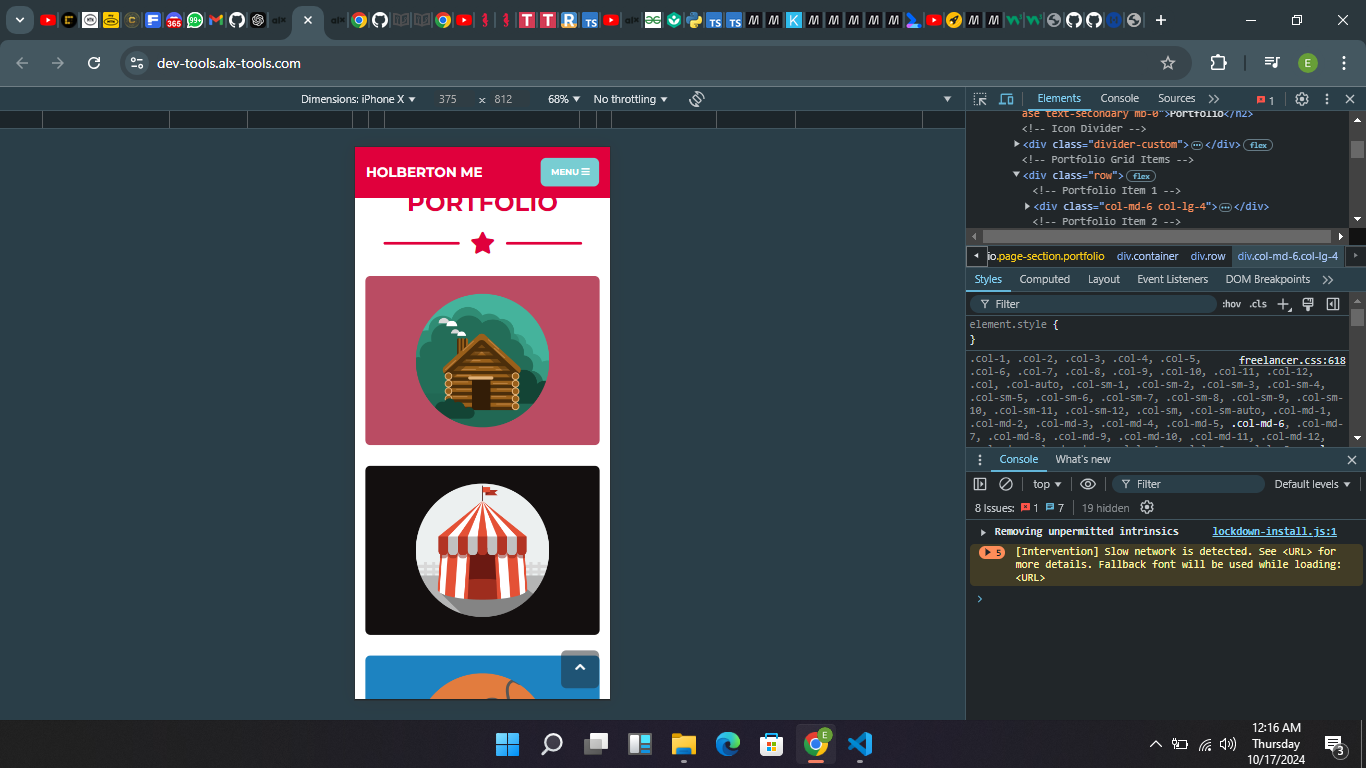 99+
365
dev-tools.alx-tools.com
E
Dimensions: iPhone X ▾ 375 × 812 68% ▾ No throttling ▾
HOLBERTON ME
MENU
PORTFOLIO
Elements Console Sources 1
ase text-secondary mb-0">Portfolio</h2>
<!-- Icon Divider -->
<div class="divider-custom">⋯</div> flex
<!-- Portfolio Grid Items -->
<div class="row"> flex
<!-- Portfolio Item 1 -->
<div class="col-md-6 col-lg-4">⋯</div>
<!-- Portfolio Item 2 -->
io.page-section.portfolio div.container div.row div.col-md-6.col-lg-4
Styles Computed Layout Event Listeners DOM Breakpoints
Filter :hov .cls
element.style {
}
.col-1, .col-2, .col-3, .col-4, .col-5, freelancer.css:618
.col-6, .col-7, .col-8, .col-9, .col-10, .col-11, .col-12,
.col, .col-auto, .col-sm-1, .col-sm-2, .col-sm-3, .col-sm-4,
.col-sm-5, .col-sm-6, .col-sm-7, .col-sm-8, .col-sm-9, .col-sm-
10, .col-sm-11, .col-sm-12, .col-sm, .col-sm-auto, .col-md-1,
.col-md-2, .col-md-3, .col-md-4, .col-md-5, .col-md-6, .col-md-
7, .col-md-8, .col-md-9, .col-md-10, .col-md-11, .col-md-12,
Console What's new
top ▾ Filter Default levels ▾
8 Issues: 1 7 19 hidden
Removing unpermitted intrinsics lockdown-install.js:1
5 [Intervention] Slow network is detected. See <URL> for
more details. Fallback font will be used while loading:
<URL>
12:16 AM
Thursday
10/17/2024
3